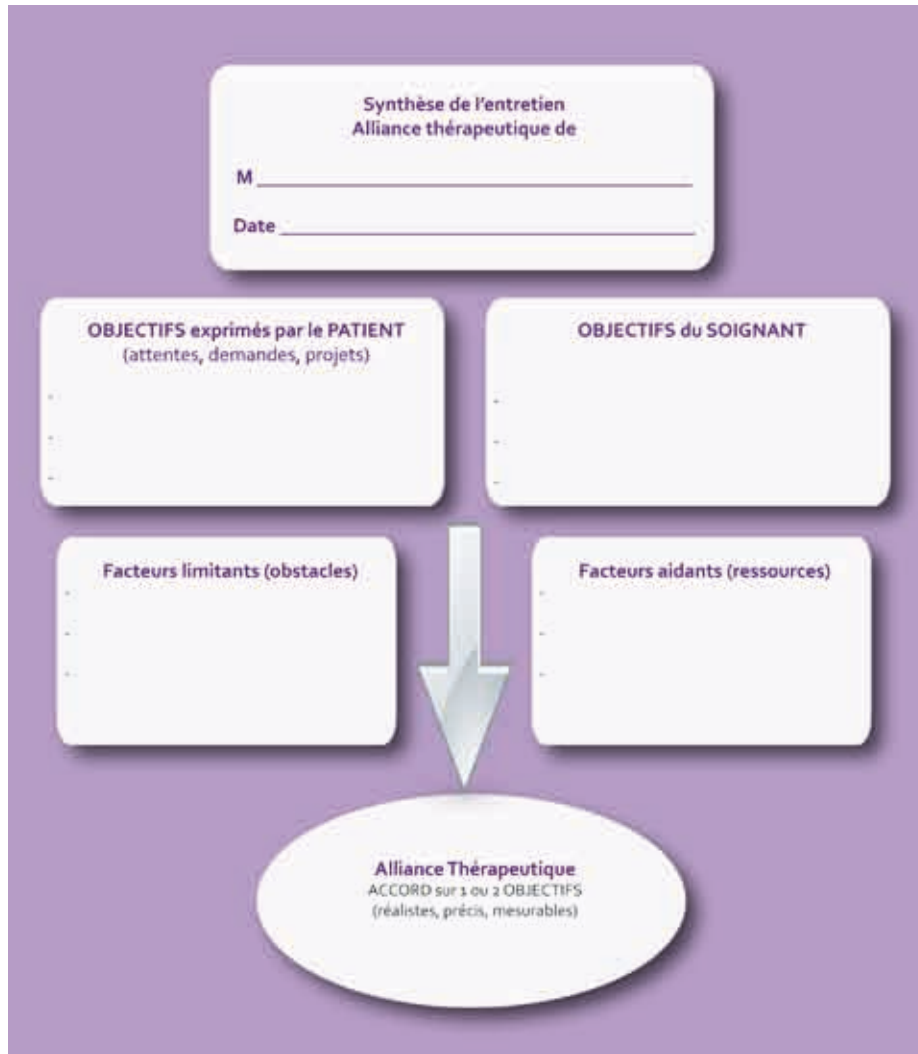 Synthèse de l'entretien
Alliance thérapeutique de
M
Date
OBJECTIFS exprimés par le PATIENT
(attentes, demandes, projets)
-
-
-
OBJECTIFS du SOIGNANT
-
-
-
Facteurs limitants (obstacles)
-
-
-
Facteurs aidants (ressources)
-
-
-
Alliance Thérapeutique
ACCORD sur 1 ou 2 OBJECTIFS
(réalistes, précis, mesurables)